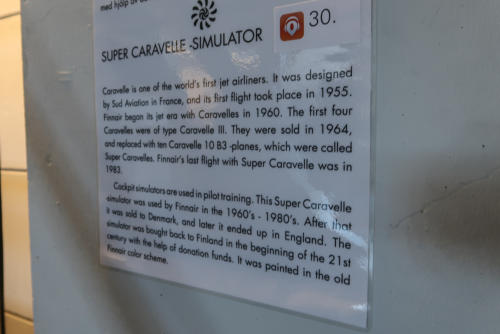 med hjälp av
30.
SUPER CARAVELLE -SIMULATOR
Caravelle is one of the world's first jet airliners. It was designed
by Sud Aviation in France, and its first flight took place in 1955.
Finnair began its jet era with Caravelles in 1960. The first four
Caravelles were of type Caravelle III. They were sold in 1964,
and replaced with ten Caravelle 10 B3 -planes, which were called
Super Caravelles. Finnair's last flight with Super Caravelle was in
1983.
Cockpit simulators are used in pilot training. This Super Caravelle
-simulator was used by Finnair in the 1960's - 1980's. After that
it was sold to Denmark, and later it ended up in England. The
simulator was bought back to Finland in the beginning of the 21st
century with the help of donation funds. It was painted in the old
Finnair color scheme.